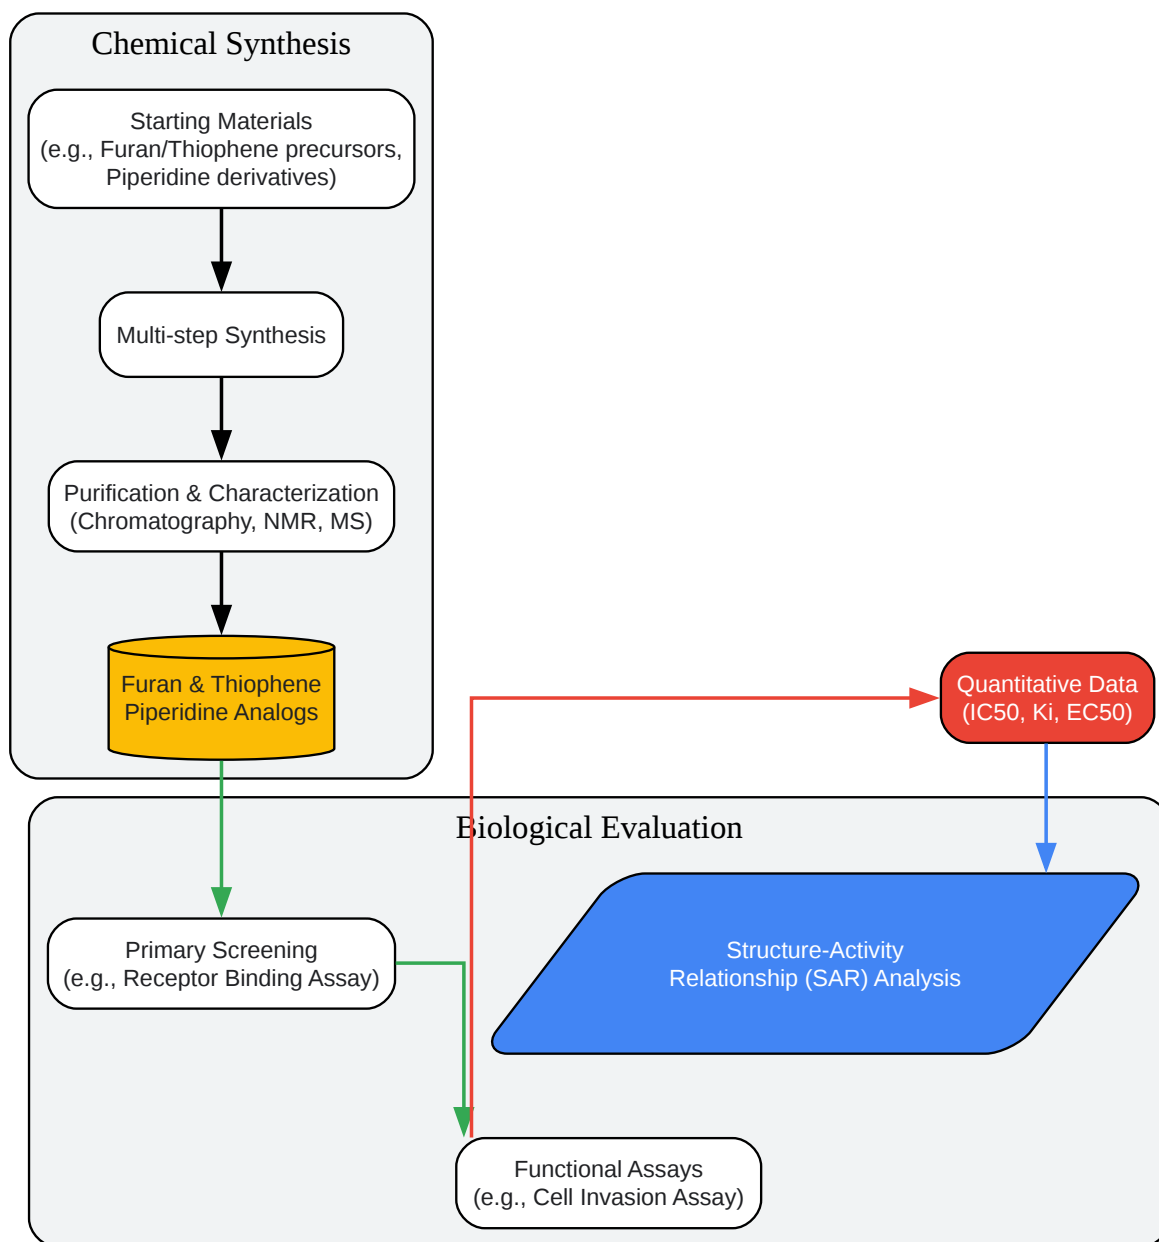 Chemical Synthesis
Starting Materials
(e.g., Furan/Thiophene precursors,
Piperidine derivatives)
Multi-step Synthesis
Purification & Characterization
(Chromatography, NMR, MS)
Furan & Thiophene
Piperidine Analogs
Quantitative Data
(IC50, Ki, EC50)
Biological Evaluation
Primary Screening
(e.g., Receptor Binding Assay)
Structure-Activity
Relationship (SAR) Analysis
Functional Assays
(e.g., Cell Invasion Assay)